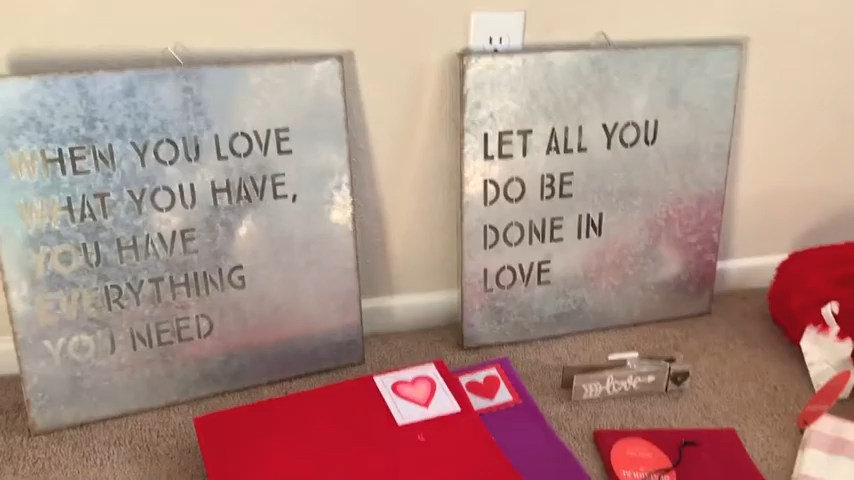 WHEN YOU LOVE
WHAT YOU HAVE,
YOU HAVE
EVERYTHING
YOU NEED
LET ALL YOU
DO BE
DONE IN
LOVE
love